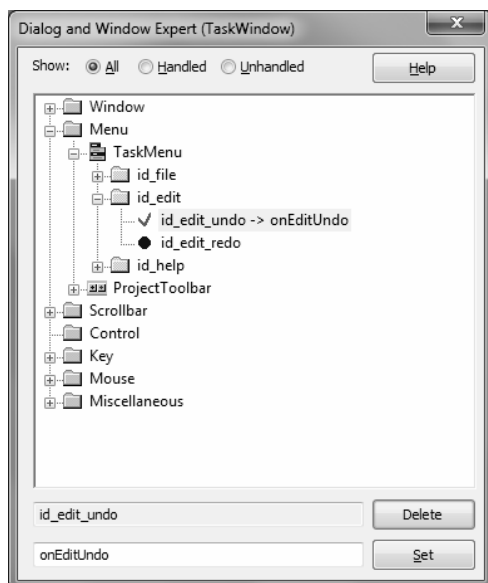 Dialog and Window Expert (TaskWindow)
Show: All Handled Unhandled Help
Window
Menu
TaskMenu
id_file
id_edit
id_edit_undo -> onEditUndo
id_edit_redo
id_help
ProjectToolbar
Scrollbar
Control
Key
Mouse
Miscellaneous
id_edit_undo Delete
onEditUndo Set